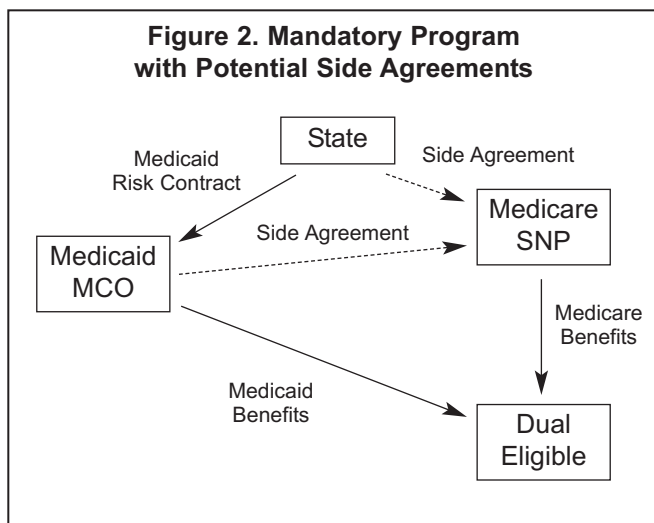 Figure 2. Mandatory Program
with Potential Side Agreements
State
Medicaid
Risk Contract
Side Agreement
Medicare
SNP
Side Agreement
Medicaid
MCO
Medicare
Benefits
Medicaid
Benefits
Dual
Eligible